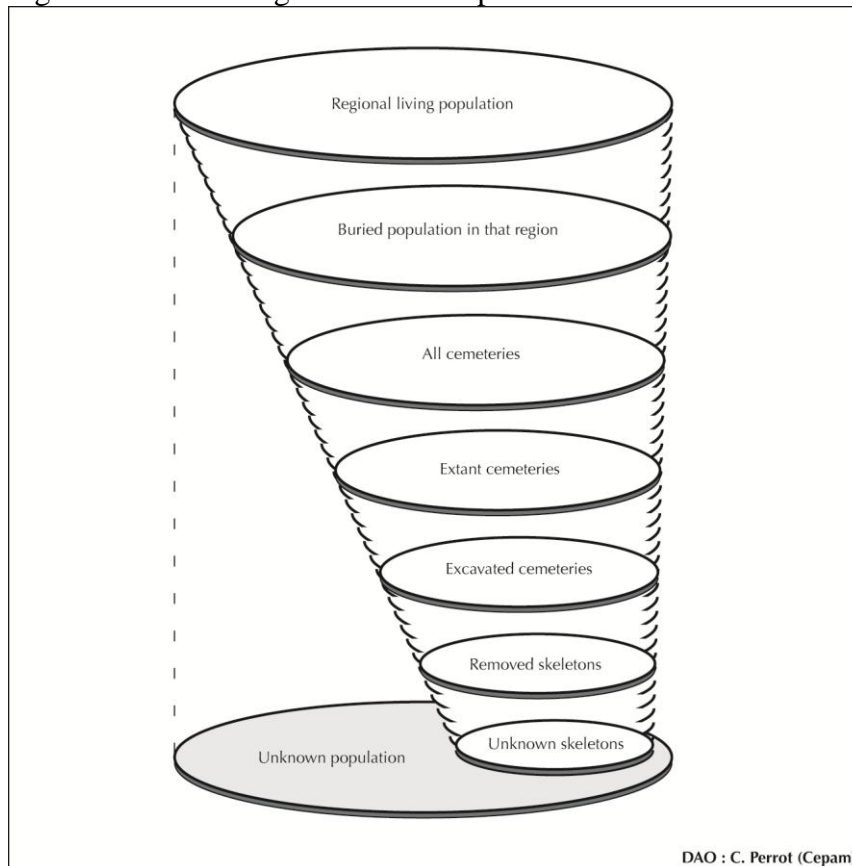 Regional living population
Buried population in that region
All cemeteries
Extant cemeteries
Excavated cemeteries
Removed skeletons
Unknown skeletons
Unknown population
DAO : C. Perrot (Cepam)